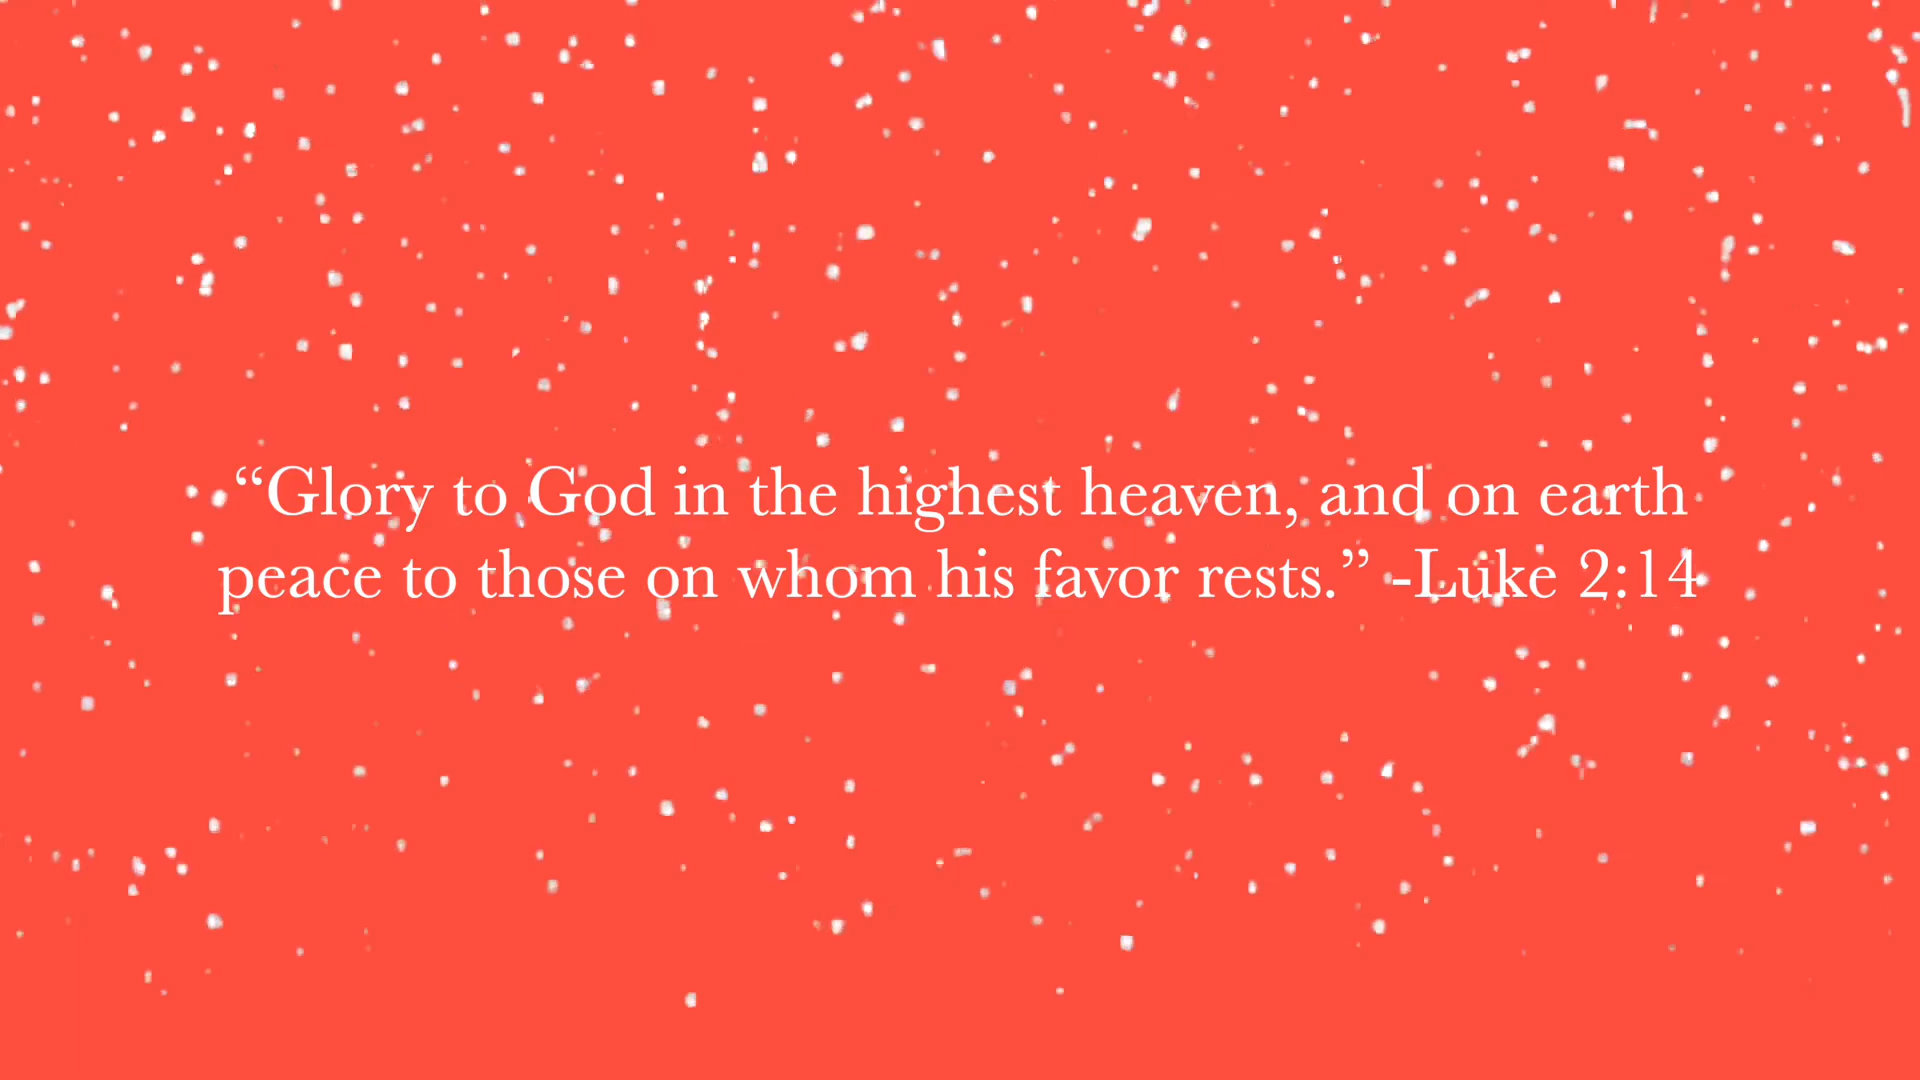 “Glory to God in the highest heaven, and on earth
peace to those on whom his favor rests.” -Luke 2:14